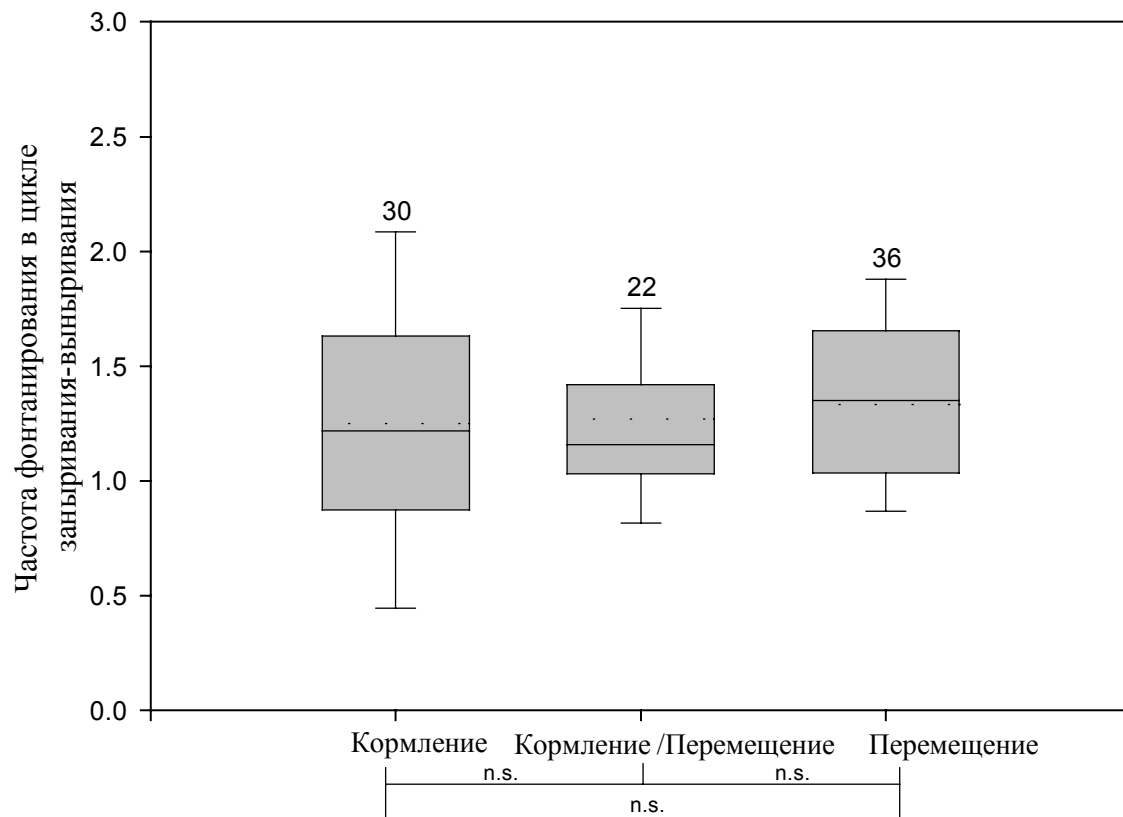 Частота фонтанирования в цикле
заныривания-выныривания
3.0
2.5
2.0
1.5
1.0
0.5
0.0
30
22
36
Кормление
Кормление /Перемещение
Перемещение
n.s.
n.s.
n.s.